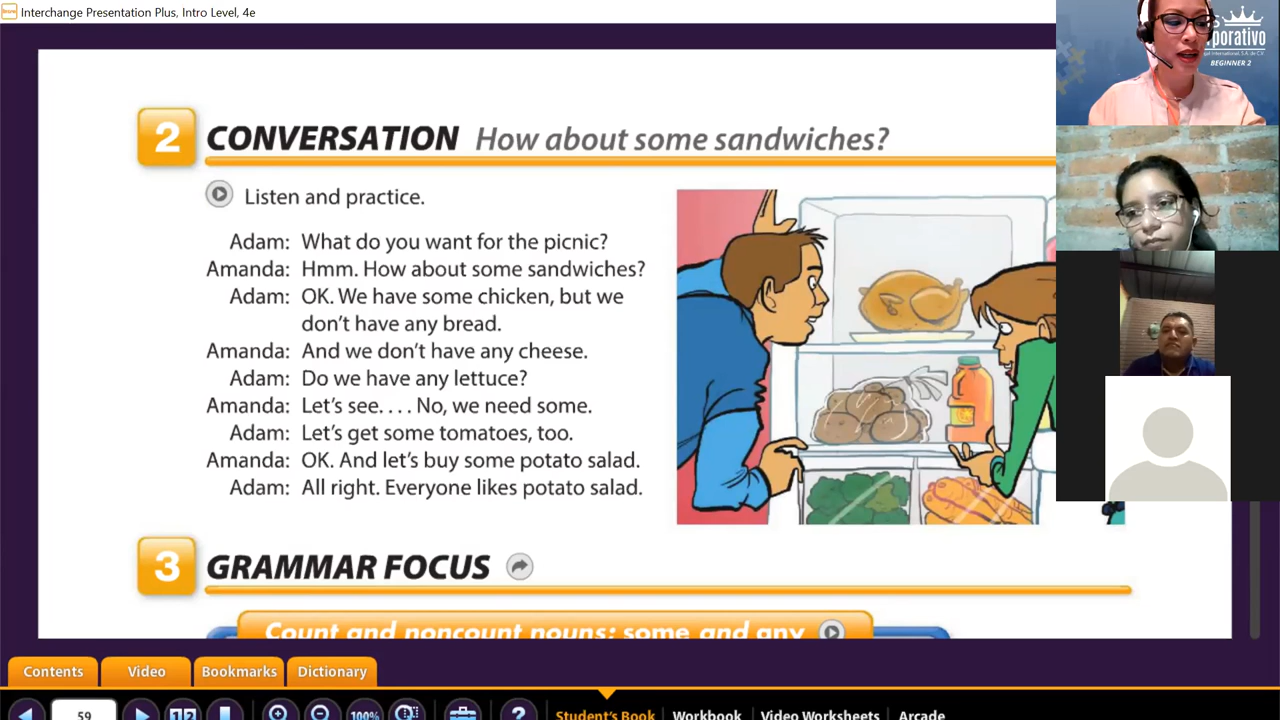 Interchange Presentation Plus, Intro Level, 4e
BEGINNER 2
2 CONVERSATION How about some sandwiches?
Listen and practice.
Adam: What do you want for the picnic?
Amanda: Hmm. How about some sandwiches?
Adam: OK. We have some chicken, but we
don't have any bread.
Amanda: And we don't have any cheese.
Adam: Do we have any lettuce?
Amanda: Let's see. . . . No, we need some.
Adam: Let's get some tomatoes, too.
Amanda: OK. And let's buy some potato salad.
Adam: All right. Everyone likes potato salad.
3 GRAMMAR FOCUS
Count and noncount nouns: some and any
Contents Video Bookmarks Dictionary
59 100% ?
Student's Book Workbook Video Worksheets Arcade